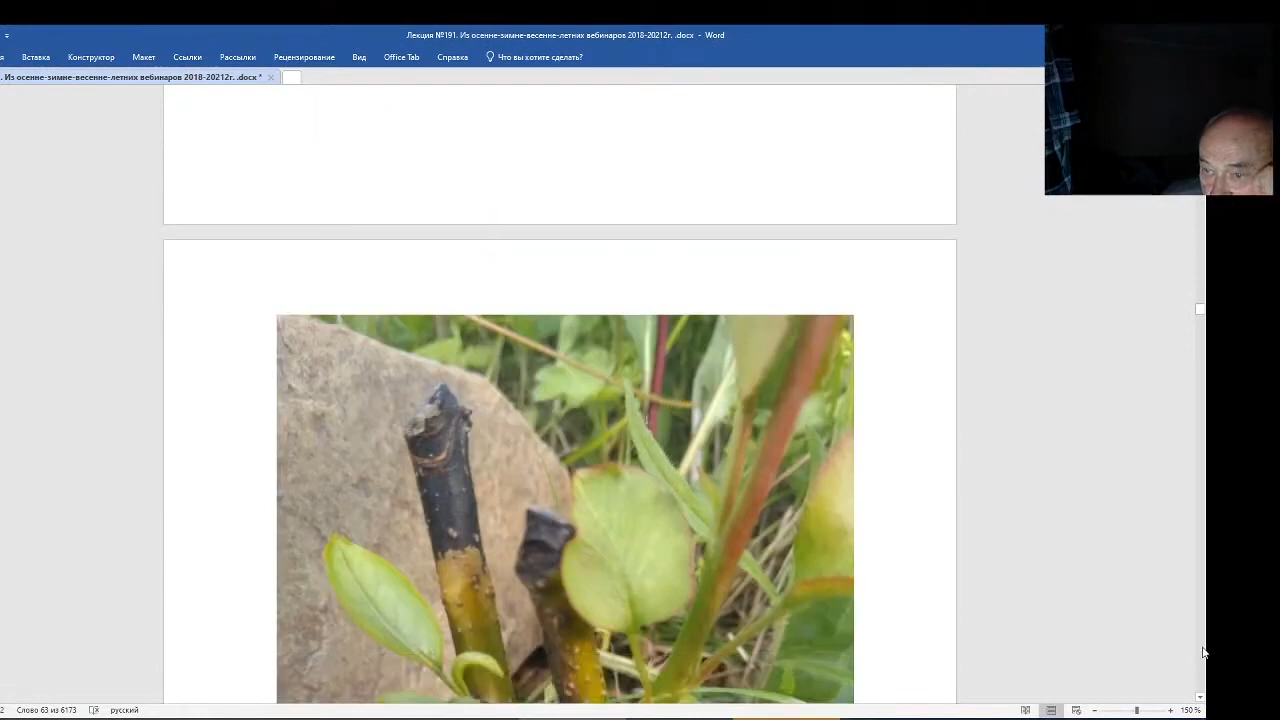 Лекция №191. Из осенне-зимне-весенне-летних вебинаров 2018-20212г. .docx - Word
Вставка Конструктор Макет Ссылки Рассылки Рецензирование Вид Office Tab Справка Что вы хотите сделать?
. Из осенне-зимне-весенне-летних вебинаров 2018-20212г. .docx *
2 Слово 63 из 6173 русский 150 %